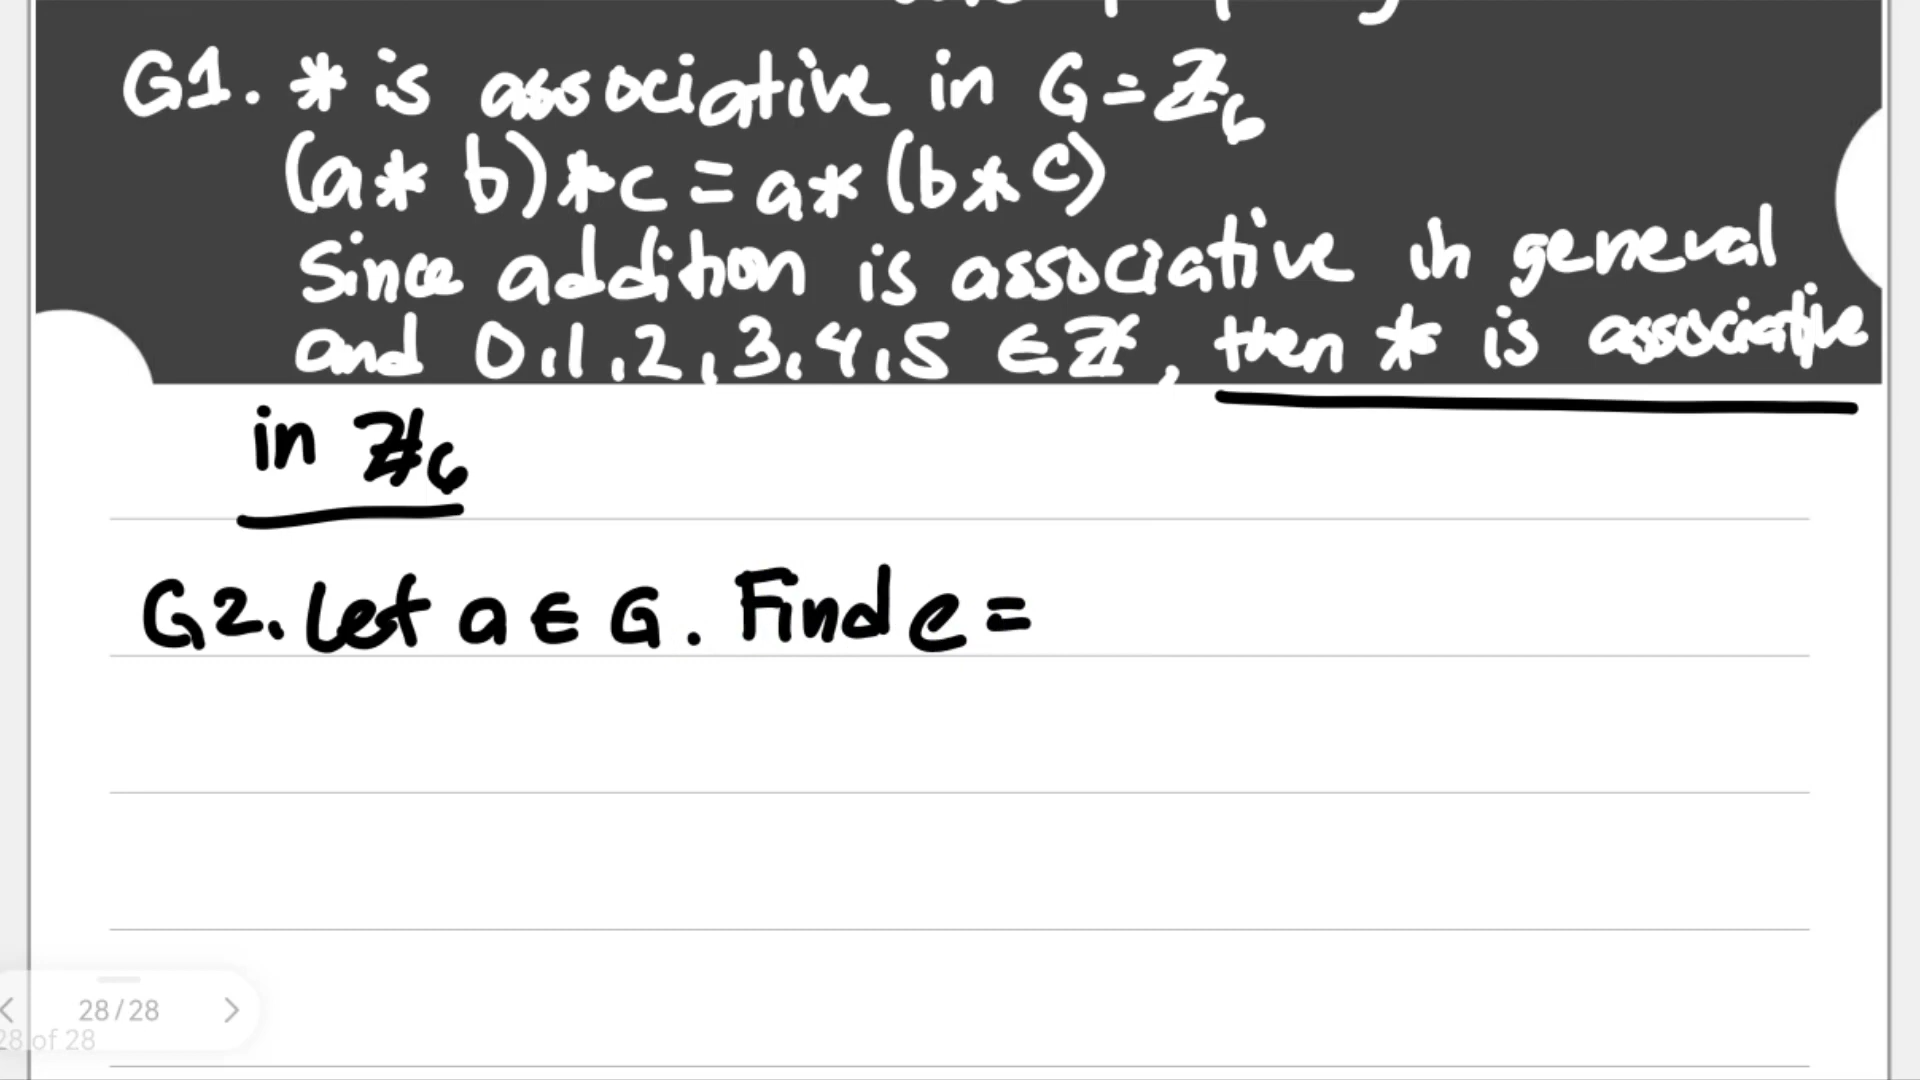 G1. * is associative in G = ℤ₆
(a * b) * c = a * (b * c)
Since addition is associative in general
and 0,1,2,3,4,5 ∈ ℤ, then * is associative
in ℤ₆
G2. Let a ∈ G. Find e =
28/28
28 of 28